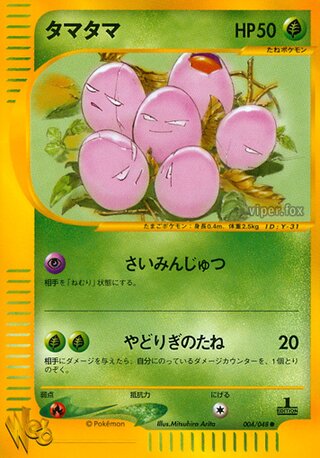 タマタマ HP50
たねポケモン
viper.fox
たまごポケモン：身長0.4m、体重2.5kg ID:Y-31
さいみんじゅつ
相手を「ねむり」状態にする。
やどりぎのたね 20
相手にダメージを与えたら、自分にのっているダメージカウンターを、1個とりのぞく。
弱点 抵抗力 にげる
1
EDITION
Web
©Pokémon Illus.Mitsuhiro Arita 004/048